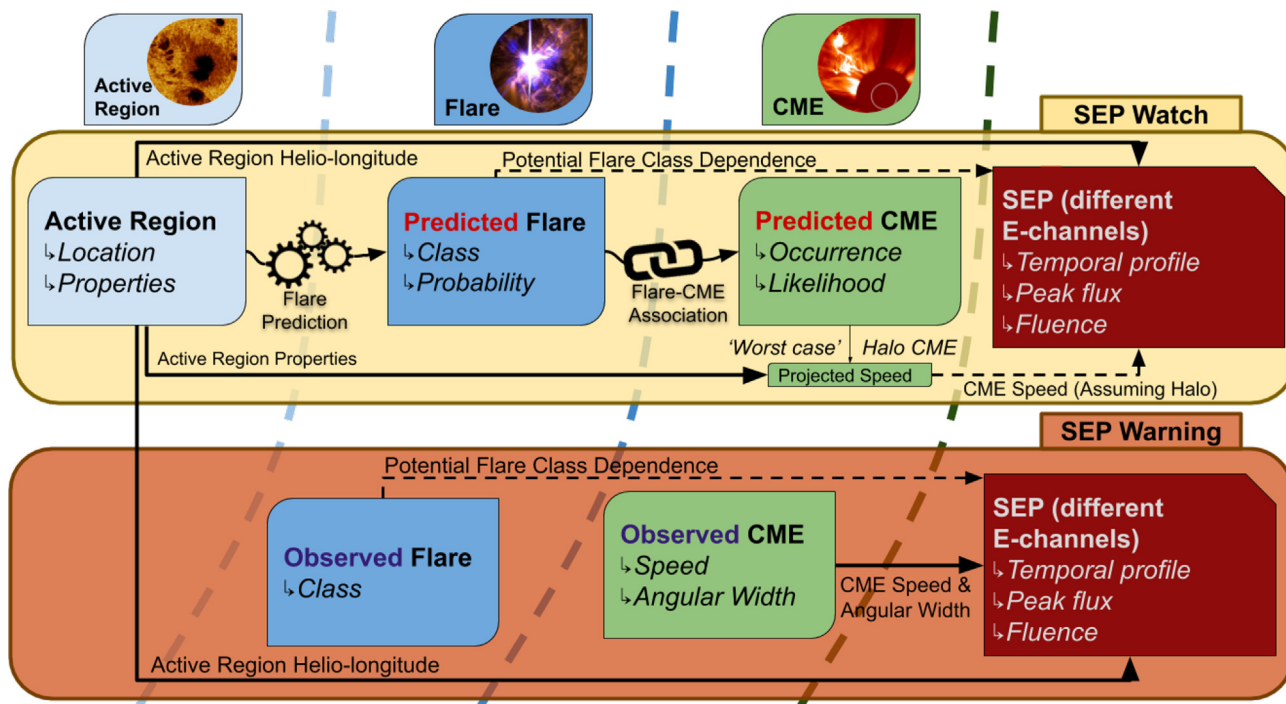 Active
Region
Flare
CME
SEP Watch
Active Region Helio-longitude
Potential Flare Class Dependence
Active Region
↳Location
↳Properties
Flare
Prediction
Predicted Flare
↳Class
↳Probability
Flare-CME
Association
Predicted CME
↳Occurrence
↳Likelihood
SEP (different
E-channels)
↳Temporal profile
↳Peak flux
↳Fluence
Active Region Properties
‘Worst case’ Halo CME
Projected Speed
CME Speed (Assuming Halo)
SEP Warning
Potential Flare Class Dependence
Observed Flare
↳Class
Observed CME
↳Speed
↳Angular Width
CME Speed &
Angular Width
SEP (different
E-channels)
↳Temporal profile
↳Peak flux
↳Fluence
Active Region Helio-longitude